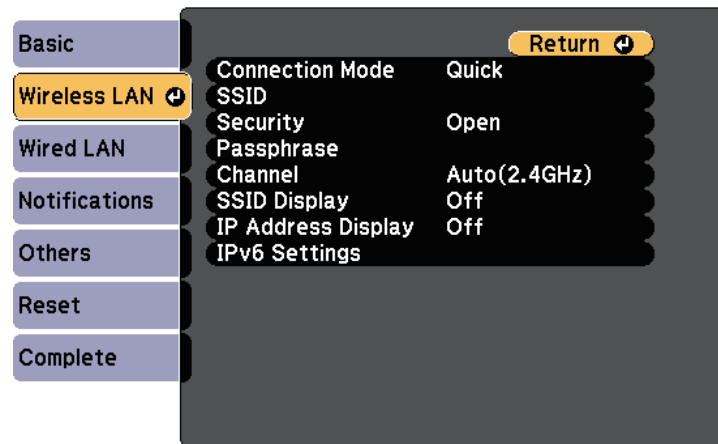 Basic
Wireless LAN
Wired LAN
Notifications
Others
Reset
Complete
Return
Connection Mode Quick
SSID
Security Open
Passphrase
Channel Auto(2.4GHz)
SSID Display Off
IP Address Display Off
IPv6 Settings